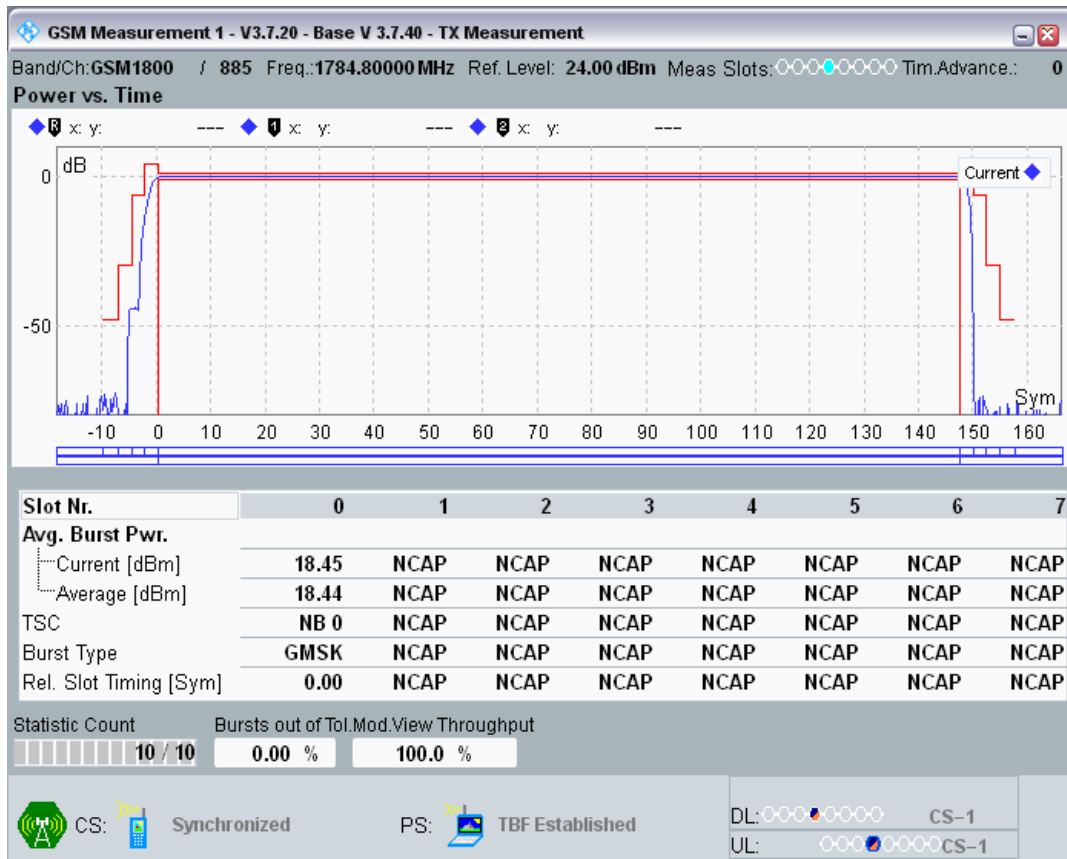 GSM Measurement 1 - V3.7.20 - Base V 3.7.40 - TX Measurement
Band/Ch:GSM1800 / 885 Freq.:1784.80000 MHz Ref. Level: 24.00 dBm Meas Slots: Tim.Advance.: 0
Power vs. Time
R x: y: --- 1 x: y: --- 2 x: y: ---
dB
0
Current
-50
Sym
-10 0 10 20 30 40 50 60 70 80 90 100 110 120 130 140 150 160
Slot Nr. 0 1 2 3 4 5 6 7
Avg. Burst Pwr.
Current [dBm] 18.45 NCAP NCAP NCAP NCAP NCAP NCAP NCAP
Average [dBm] 18.44 NCAP NCAP NCAP NCAP NCAP NCAP NCAP
TSC NB 0 NCAP NCAP NCAP NCAP NCAP NCAP NCAP
Burst Type GMSK NCAP NCAP NCAP NCAP NCAP NCAP NCAP
Rel. Slot Timing [Sym] 0.00 NCAP NCAP NCAP NCAP NCAP NCAP NCAP
Statistic Count Bursts out of Tol.Mod.View Throughput
10 / 10 0.00 % 100.0 %
CS: Synchronized PS: TBF Established
DL: CS-1
UL: CS-1